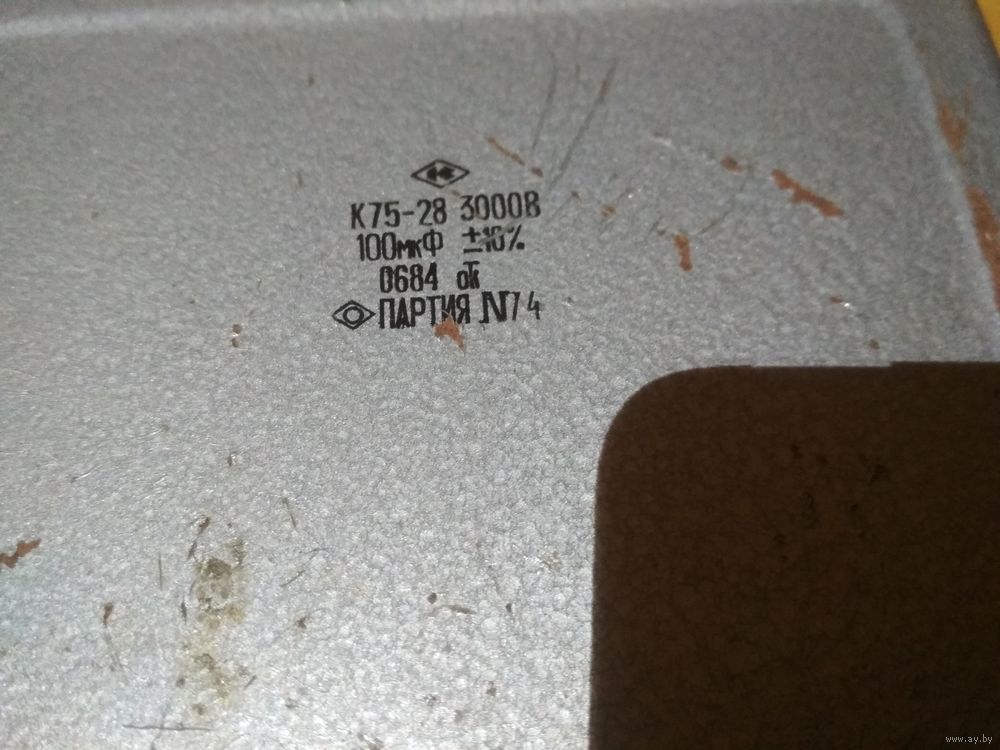 К75-28 3000В
100мкФ ±10%
0684 отк
ПАРТИЯ №74
www.ay.by